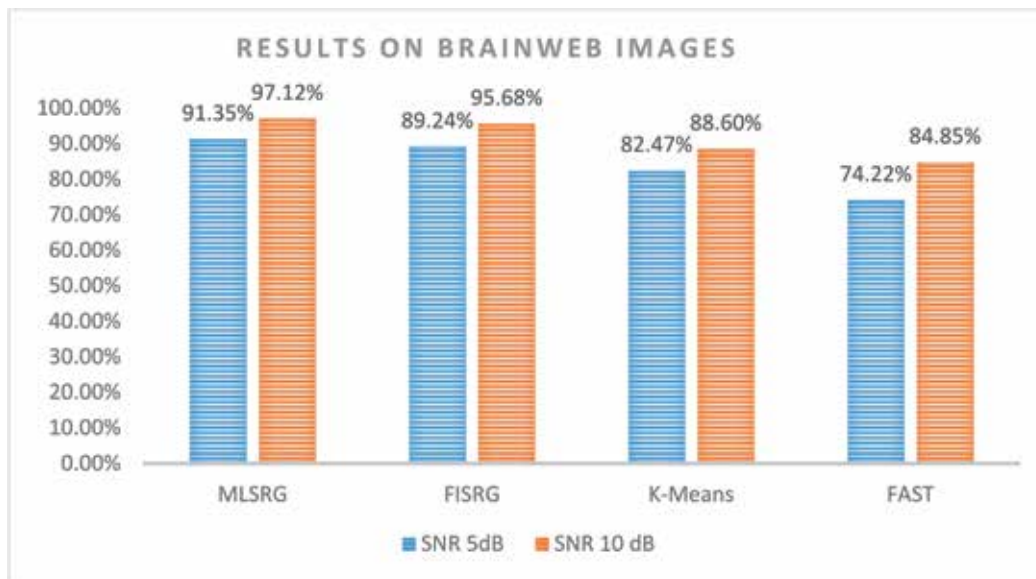 RESULTS ON BRAINWEB IMAGES
100.00%
90.00%
80.00%
70.00%
60.00%
50.00%
40.00%
30.00%
20.00%
10.00%
0.00%
91.35%
97.12%
89.24%
95.68%
82.47%
88.60%
74.22%
84.85%
MLSRG
FISRG
K-Means
FAST
SNR 5dB
SNR 10 dB